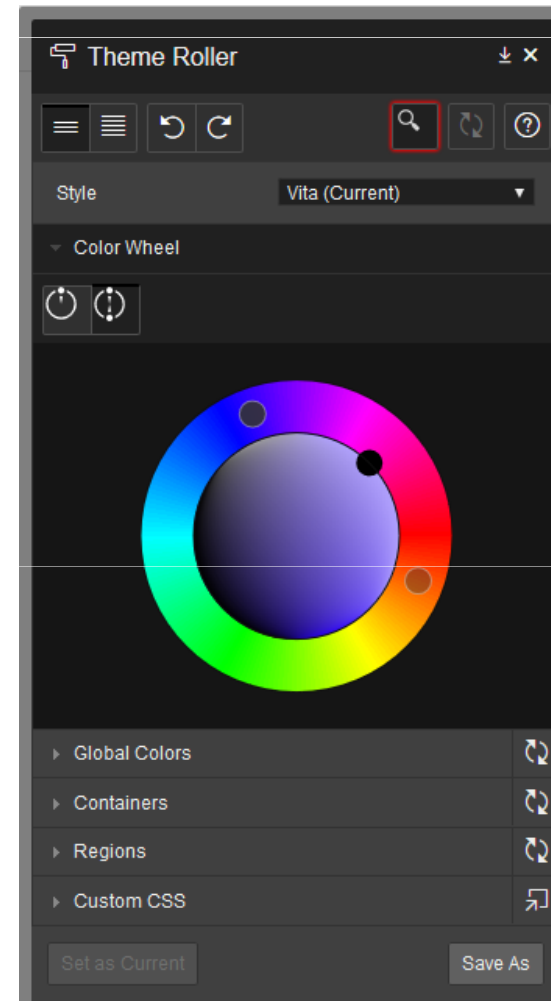 Theme Roller
Style
Vita (Current)
Color Wheel
Global Colors
Containers
Regions
Custom CSS
Set as Current
Save As